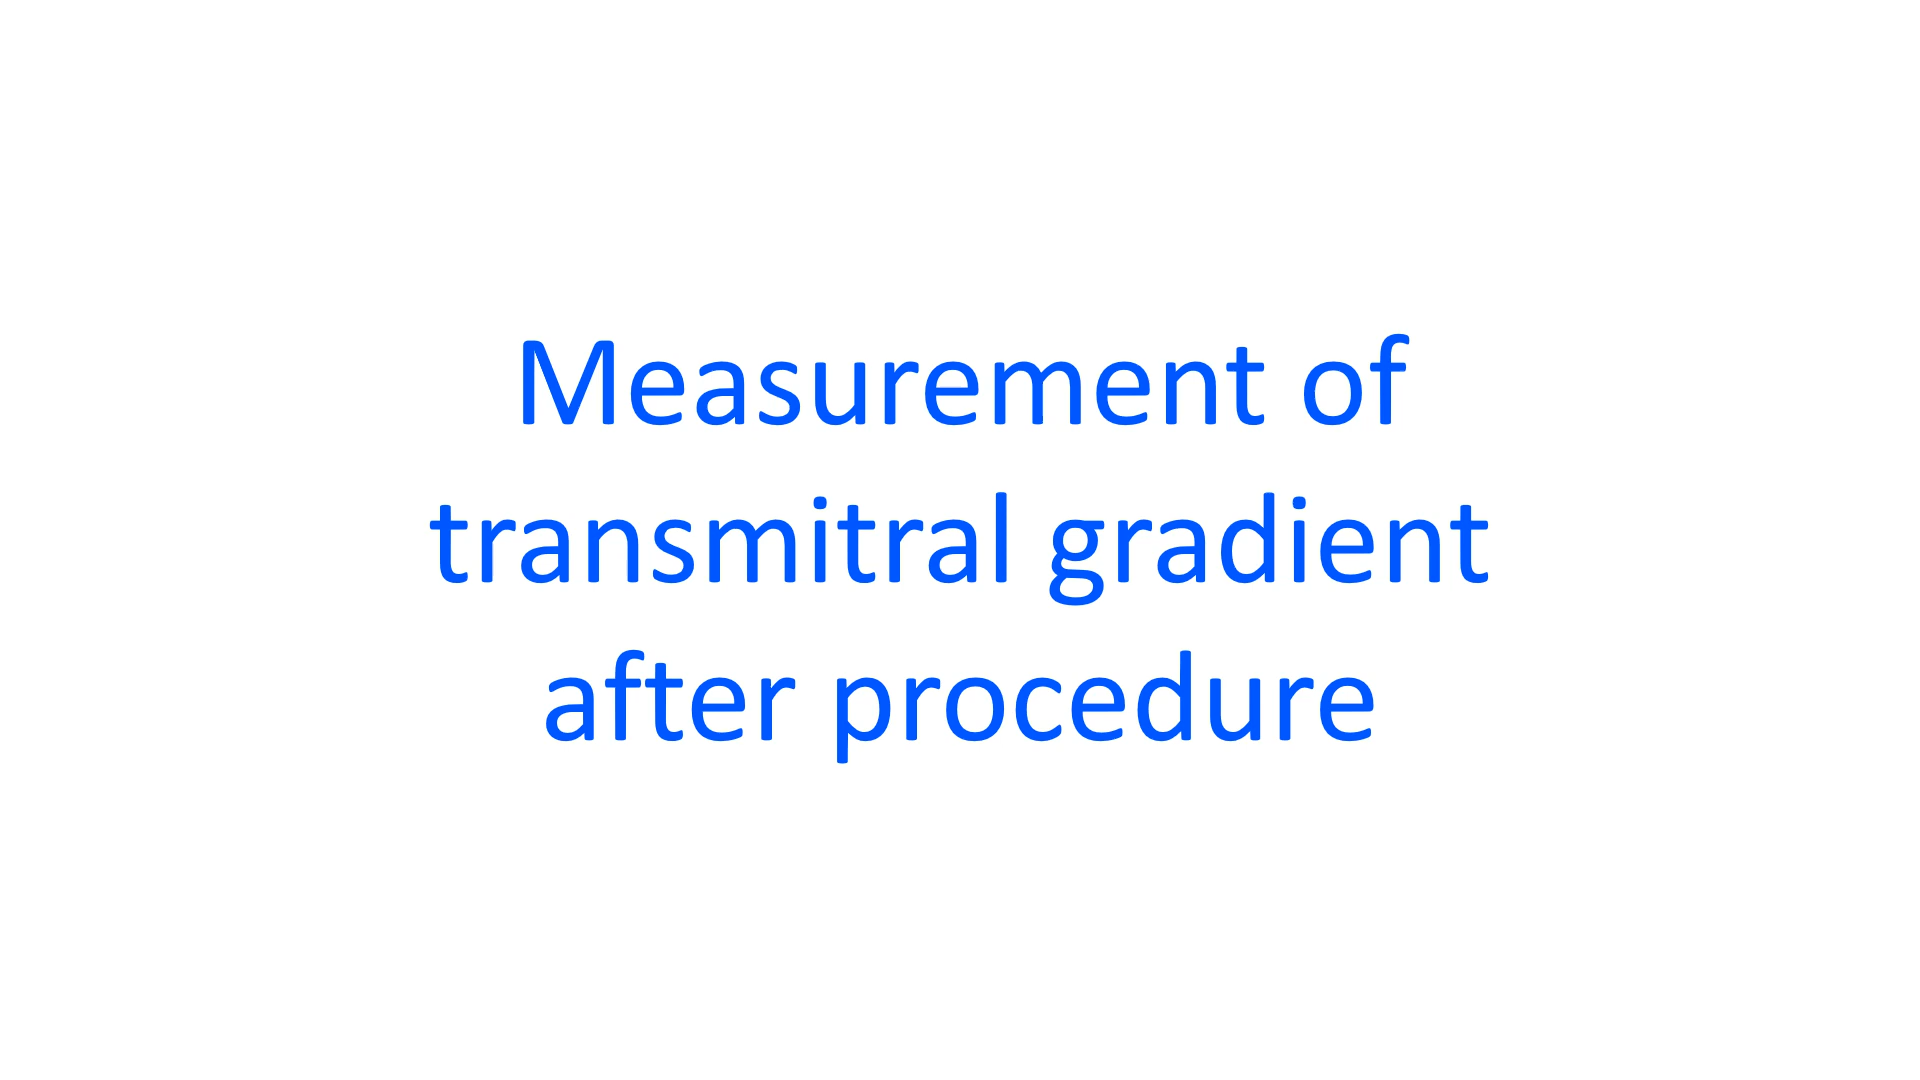 Measurement of
transmitral gradient
after procedure